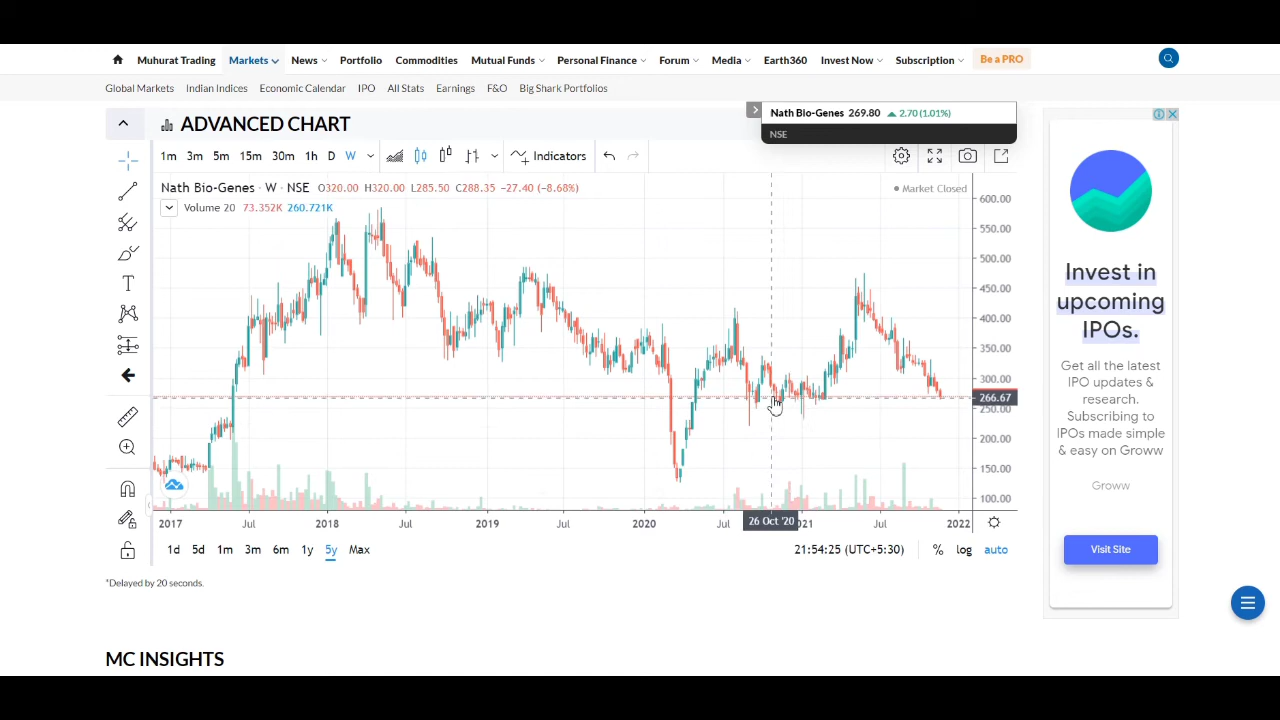 Muhurat Trading Markets News Portfolio Commodities Mutual Funds Personal Finance Forum Media Earth360 Invest Now Subscription Be a PRO
Global Markets Indian Indices Economic Calendar IPO All Stats Earnings F&O Big Shark Portfolios
ADVANCED CHART
Nath Bio-Genes 269.80 2.70 (1.01%)
NSE
1m 3m 5m 15m 30m 1h D W Indicators
Nath Bio-Genes · W · NSE O320.00 H320.00 L285.50 C288.35 −27.40 (−8.68%)
Market Closed
Volume 20 73.352K 260.721K
600.00
550.00
500.00
450.00
400.00
350.00
300.00
266.67
250.00
200.00
150.00
100.00
2017 Jul 2018 Jul 2019 Jul 2020 Jul 26 Oct '20 2021 Jul 2022
1d 5d 1m 3m 6m 1y 5y Max 21:54:25 (UTC+5:30) % log auto
*Delayed by 20 seconds.
MC INSIGHTS
Invest in
upcoming
IPOs.
Get all the latest
IPO updates &
research.
Subscribing to
IPOs made simple
& easy on Groww
Groww
Visit Site